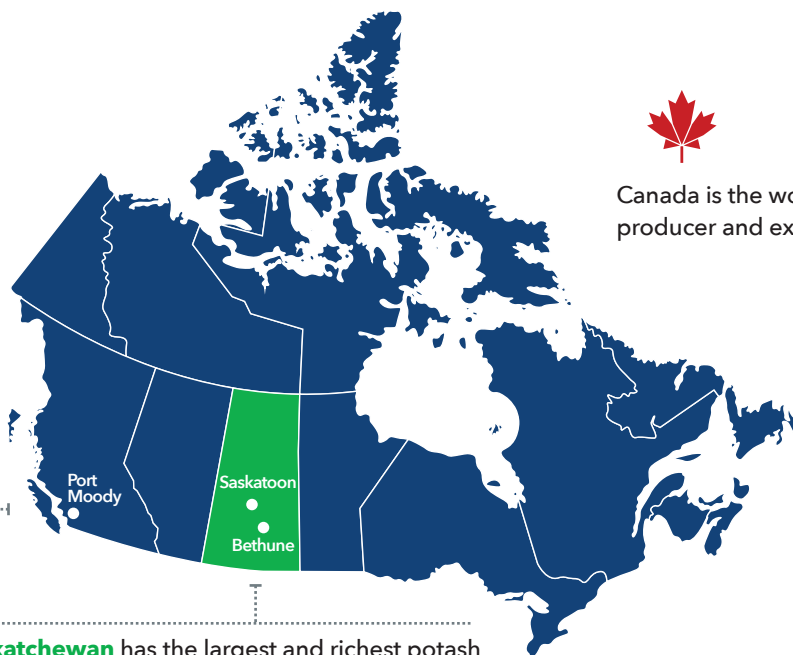 Canada is the wo
producer and ex
Port
Moody
Saskatoon
Bethune
katchewan has the largest and richest potash